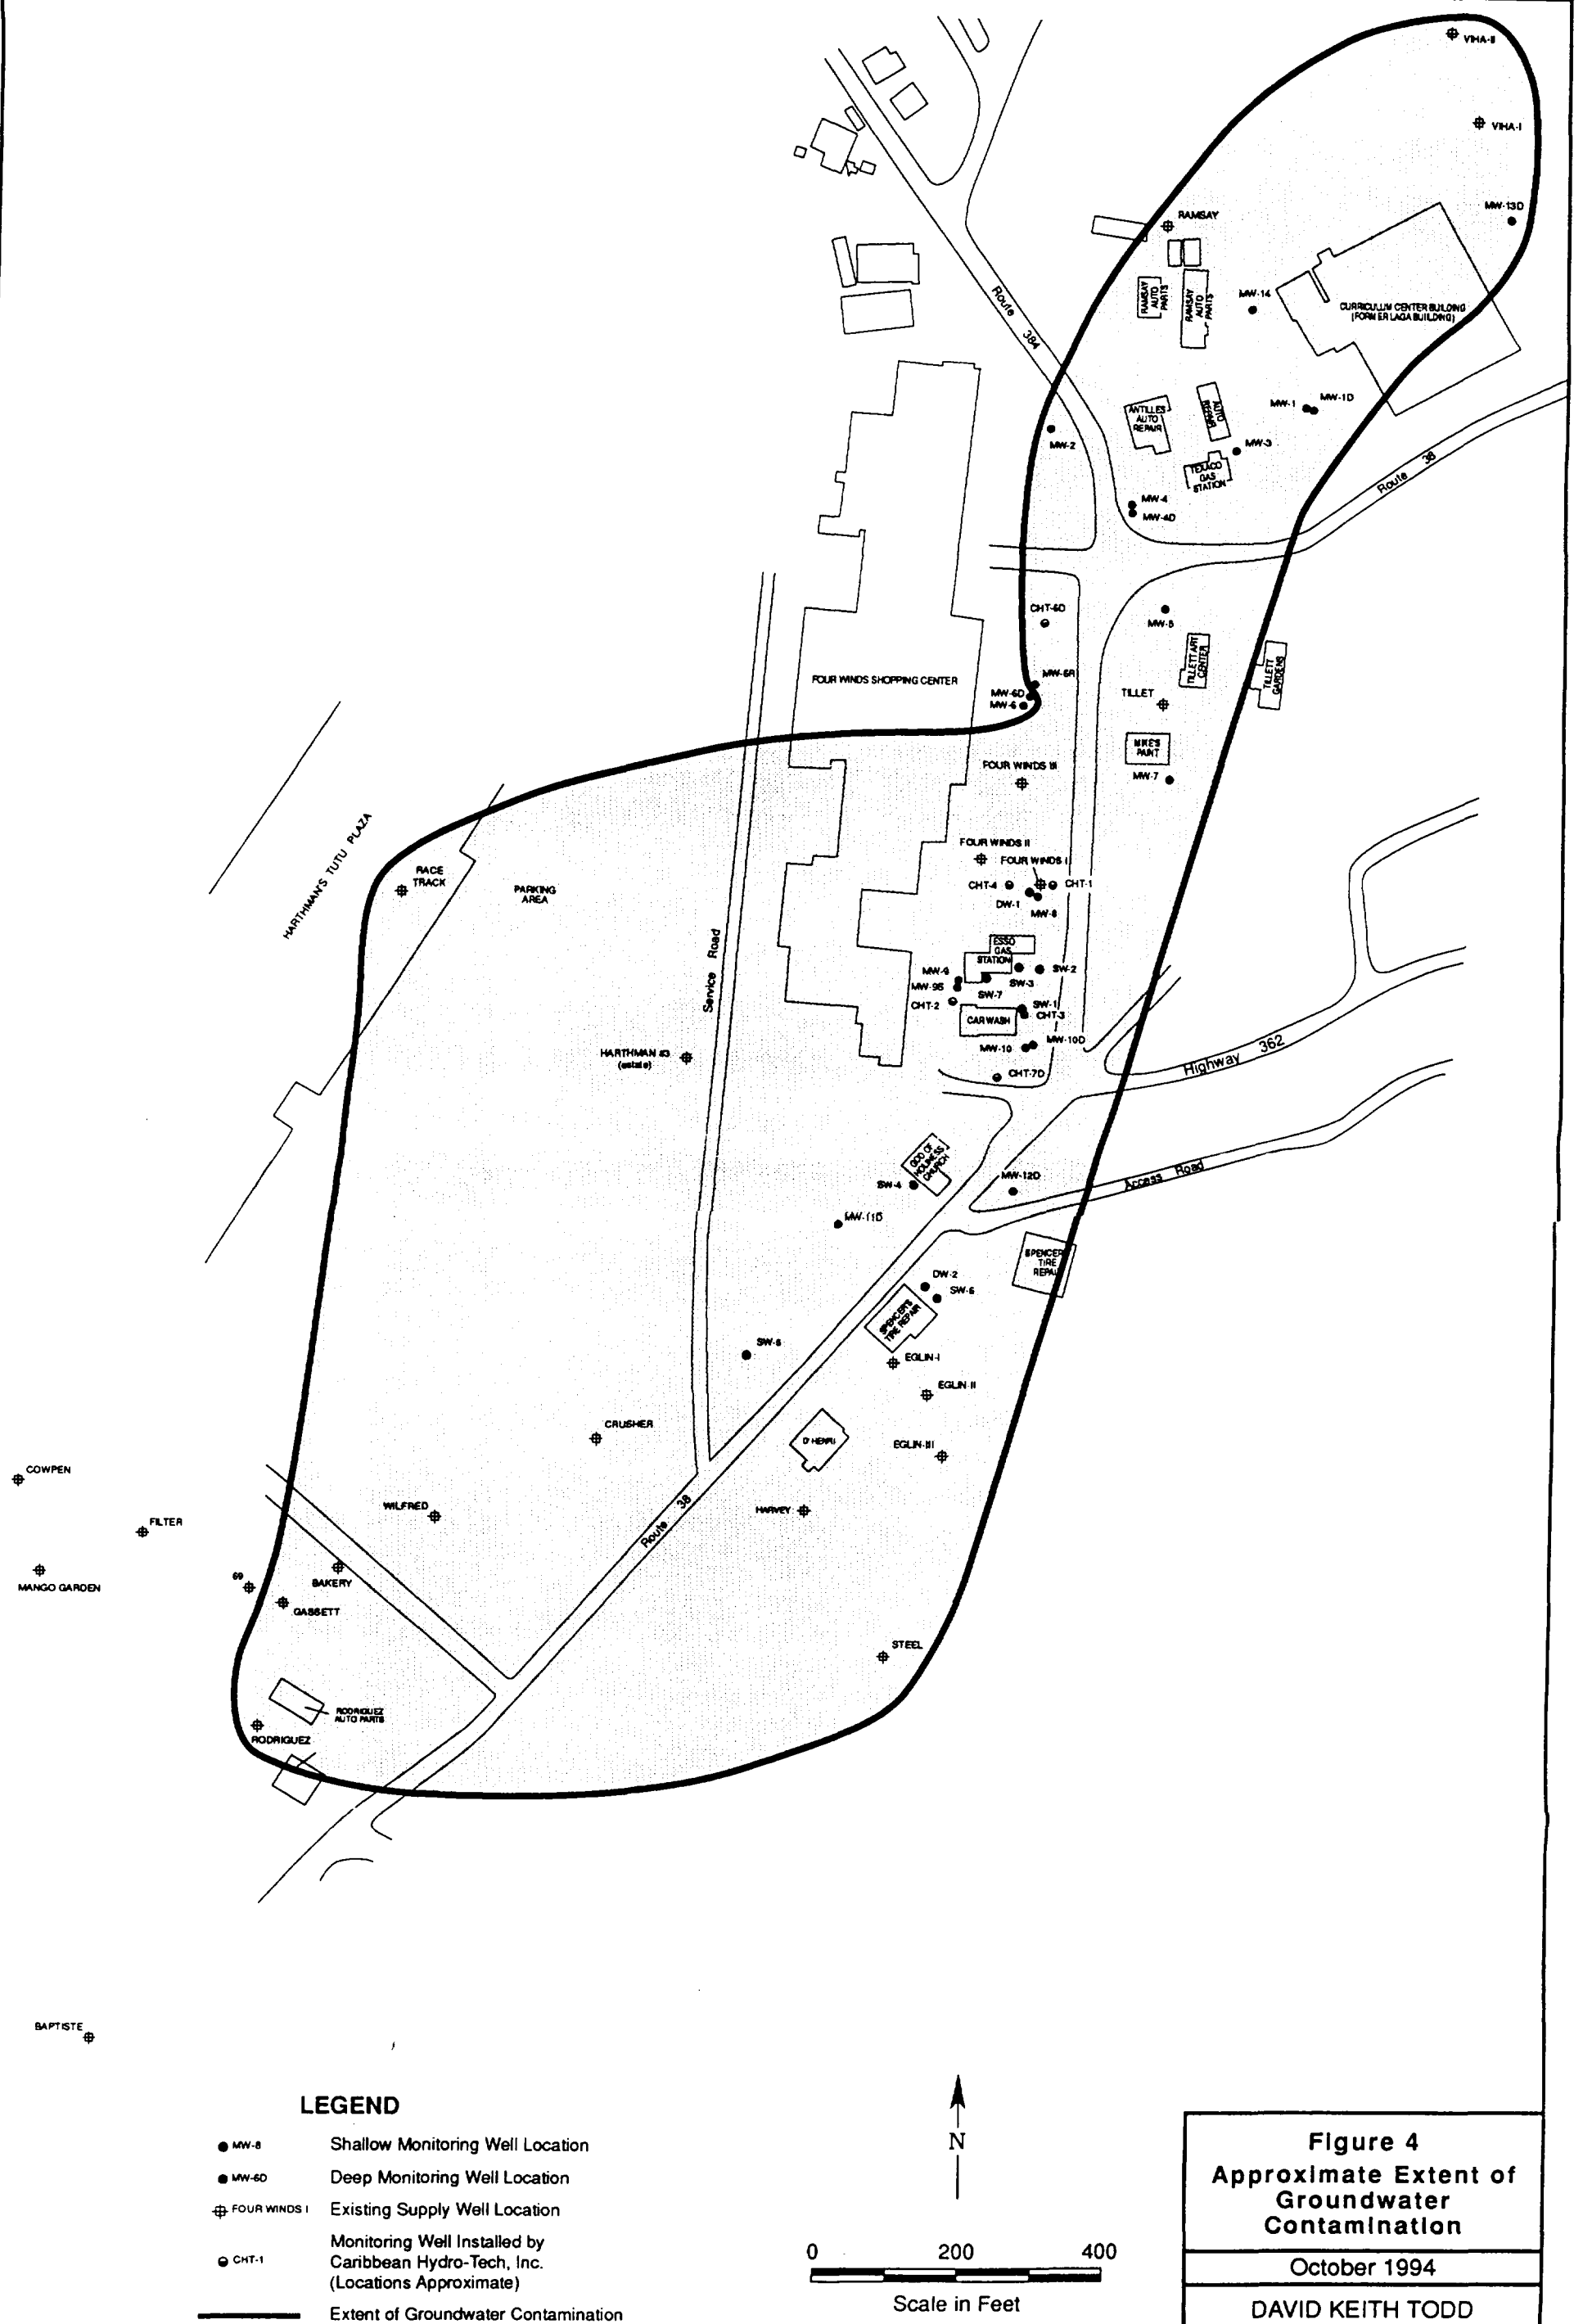 VIHA-II
VIHA-I
MW-13D
RAMSAY
RAMSAY
AUTO
PARTS
RAMSAY
AUTO
PARTS
MW-14
CURRICULUM CENTER BUILDING
(FORMER LAGA BUILDING)
Route 384
MW-1
MW-1D
ANTILLES
AUTO
REPAIR
AUTO
REPAIR
MW-2
MW-3
TEXACO
GAS
STATION
Route 38
MW-4
MW-4D
CHT-6D
MW-5
TILLETT ART
CENTER
TILLETT
GARDENS
FOUR WINDS SHOPPING CENTER
MW-6R
MW-6D
MW-6
TILLET
MIKE'S
PAINT
MW-7
FOUR WINDS III
HARTHMAN'S TUTU PLAZA
RACE
TRACK
PARKING
AREA
FOUR WINDS II
FOUR WINDS I
CHT-4
CHT-1
DW-1
MW-8
Service Road
ESSO
GAS
STATION
MW-9
MW-9S
SW-2
SW-3
SW-7
CHT-2
SW-1
CHT-3
CAR WASH
MW-10
MW-10D
HARTHMAN #3
(estate)
CHT-7D
Highway 362
GOD OF
HOLINESS
CHURCH
SW-4
MW-12D
Access Road
MW-11D
SPENCER
TIRE
REPAI
DW-2
SW-6
SPENCER'S
TIRE REPAIR
SW-5
EGLIN-I
EGLIN-II
CRUSHER
D'HENRI
EGLIN-III
COWPEN
WILFRED
HARVEY
Route 38
FILTER
MANGO GARDEN
69
BAKERY
GASSETT
STEEL
RODRIGUEZ
AUTO PARTS
RODRIGUEZ
BAPTISTE
LEGEND
MW-8 Shallow Monitoring Well Location
MW-6D Deep Monitoring Well Location
FOUR WINDS I Existing Supply Well Location
CHT-1 Monitoring Well Installed by
Caribbean Hydro-Tech, Inc.
(Locations Approximate)
Extent of Groundwater Contamination
N
0 200 400
Scale in Feet
Figure 4
Approximate Extent of
Groundwater
Contamination
October 1994
DAVID KEITH TODD